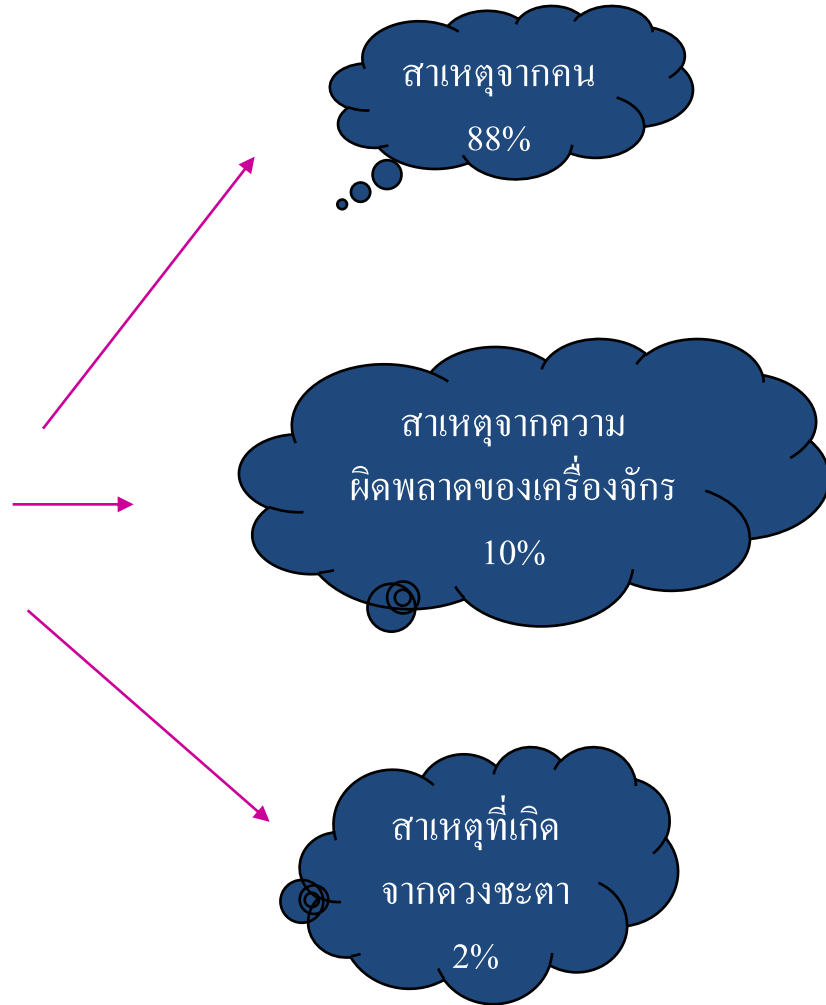 สาเหตุจากคน
88%
สาเหตุจากความ
ผิดพลาดของเครื่องจักร
10%
สาเหตุที่เกิด
จากดวงชะตา
2%